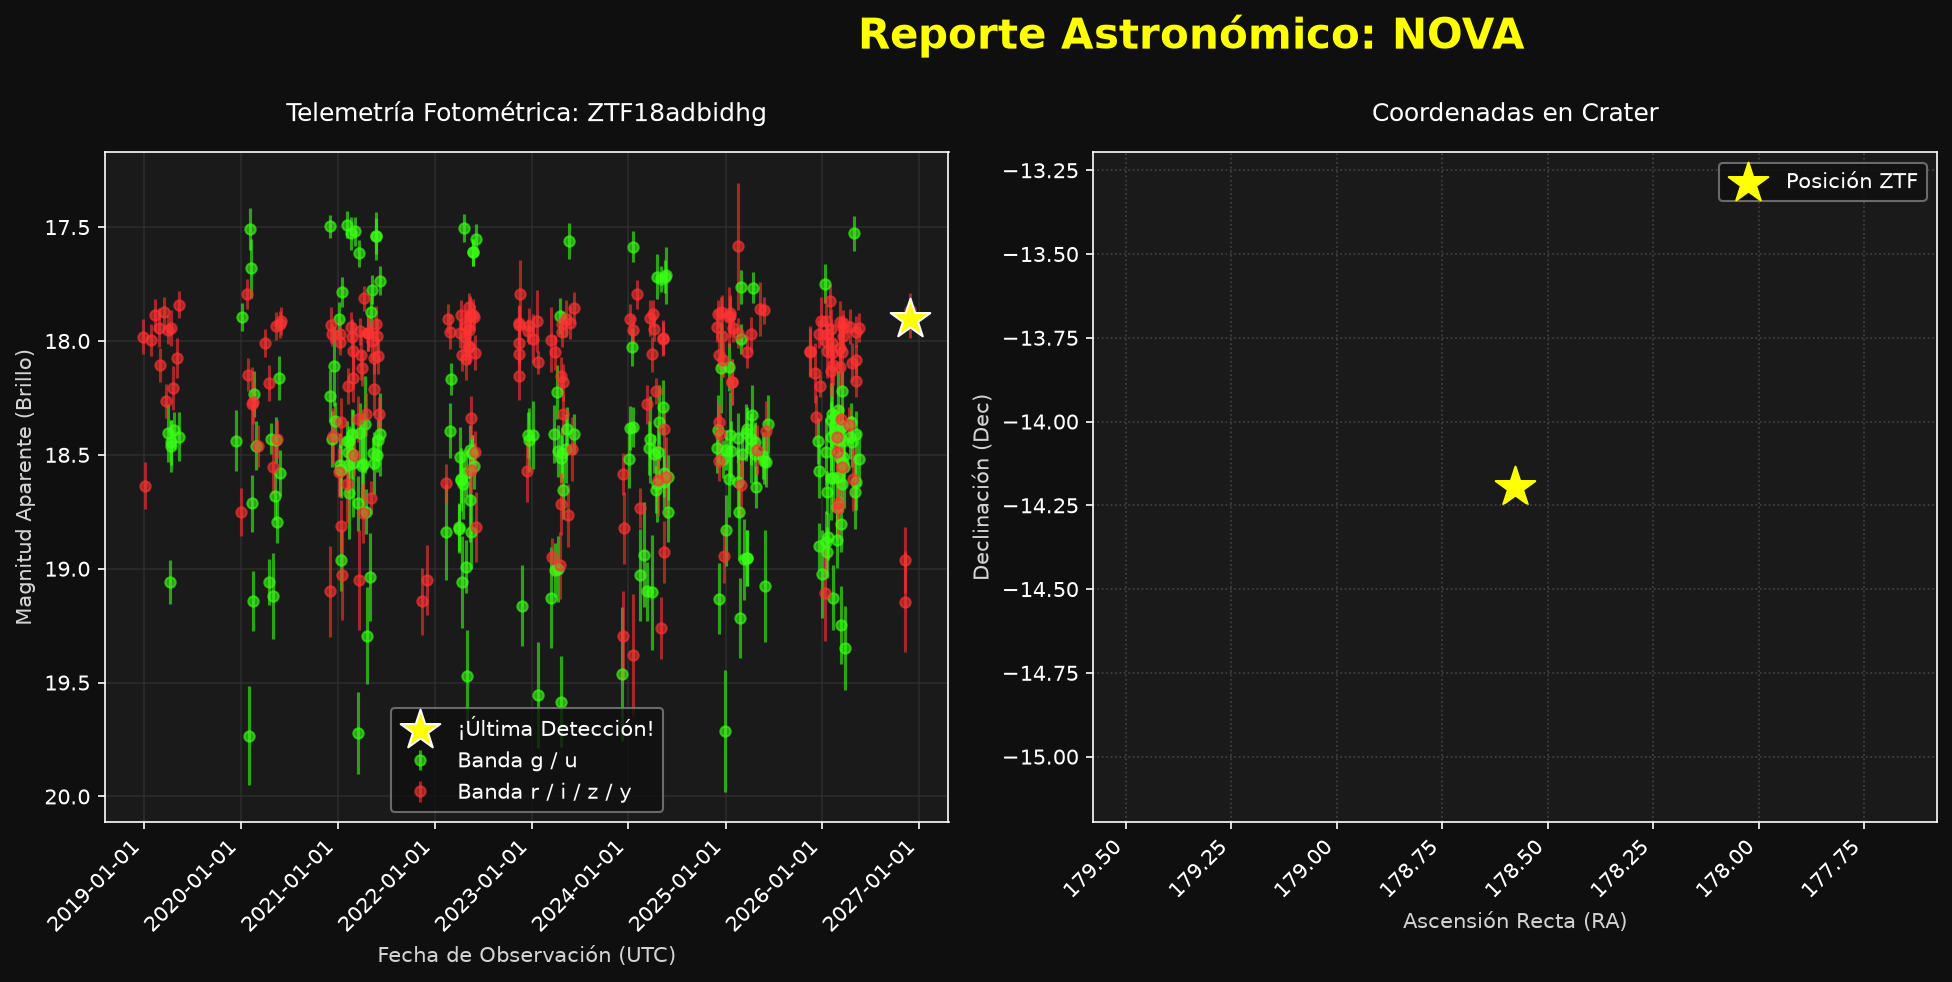 Reporte Astronómico: NOVA
Telemetría Fotométrica: ZTF18adbidhg
Magnitud Aparente (Brillo)
17.5
18.0
18.5
19.0
19.5
20.0
¡Última Detección!
Banda g / u
Banda r / i / z / y
2019-01-01
2020-01-01
2021-01-01
2022-01-01
2023-01-01
2024-01-01
2025-01-01
2026-01-01
2027-01-01
Fecha de Observación (UTC)
Coordenadas en Crater
Declinación (Dec)
−13.25
−13.50
−13.75
−14.00
−14.25
−14.50
−14.75
−15.00
Posición ZTF
179.50
179.25
179.00
178.75
178.50
178.25
178.00
177.75
Ascensión Recta (RA)